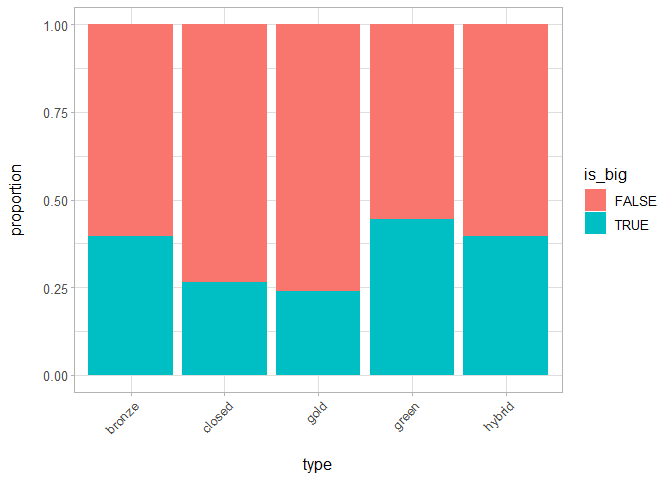 1.00
0.75
0.50
0.25
0.00
proportion
bronze
closed
gold
green
hybrid
type
is_big
FALSE
TRUE